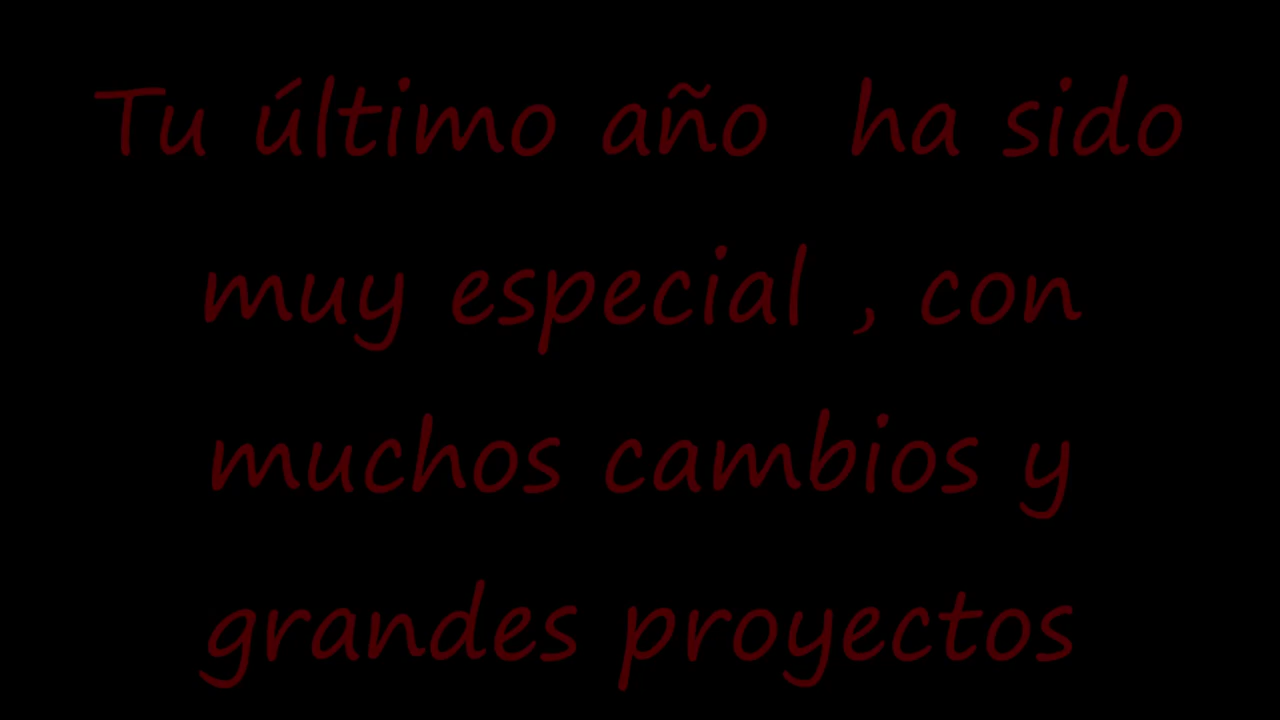 Tu último año  ha sido
muy especial , con
muchos cambios y
grandes proyectos